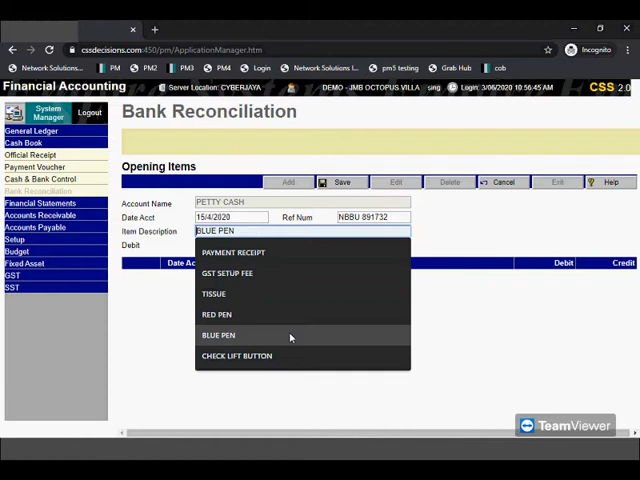 Incognito
cssdecisions.com:450/pm/ApplicationManager.htm
Network Solutions... PM PM2 PM4 Login Network Solutions I... pm5 testing Grab Hub cob
Financial Accounting
Server Location: CYBERJAYA
DEMO - JMB OCTOPUS VILLA
sing
Login: 3/06/2020 10:56:45 AM
CSS 2.0
System
Manager
Logout
General Ledger
Cash Book
Official Receipt
Payment Voucher
Cash & Bank Control
Bank Reconciliation
Financial Statements
Accounts Receivable
Accounts Payable
Setup
Budget
Fixed Asset
GST
SST
Bank Reconciliation
Opening Items
Add Save Edit Delete Cancel Exit Help
Account Name PETTY CASH
Date Acct 15/4/2020 Ref Num NBBU 891732
Item Description BLUE PEN
Debit
PAYMENT RECEIPT
GST SETUP FEE
TISSUE
RED PEN
BLUE PEN
CHECK LIFT BUTTON
Date Ac
Debit Credit
TeamViewer